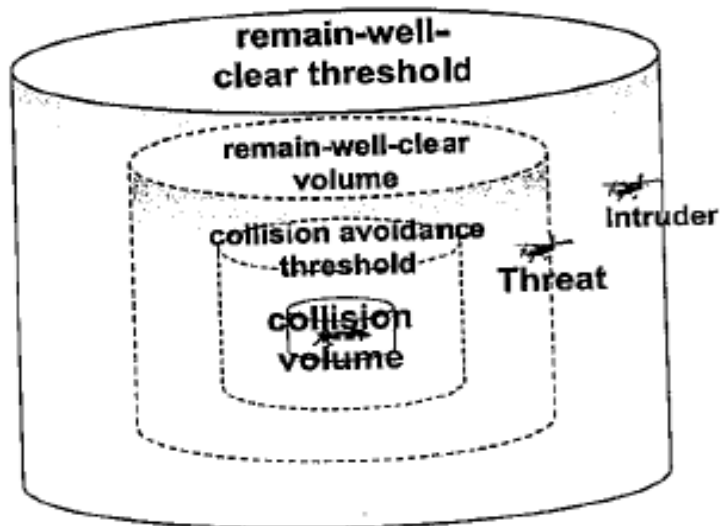 remain-well-
clear threshold
remain-well-clear
volume
Intruder
collision avoidance
threshold
Threat
collision
volume